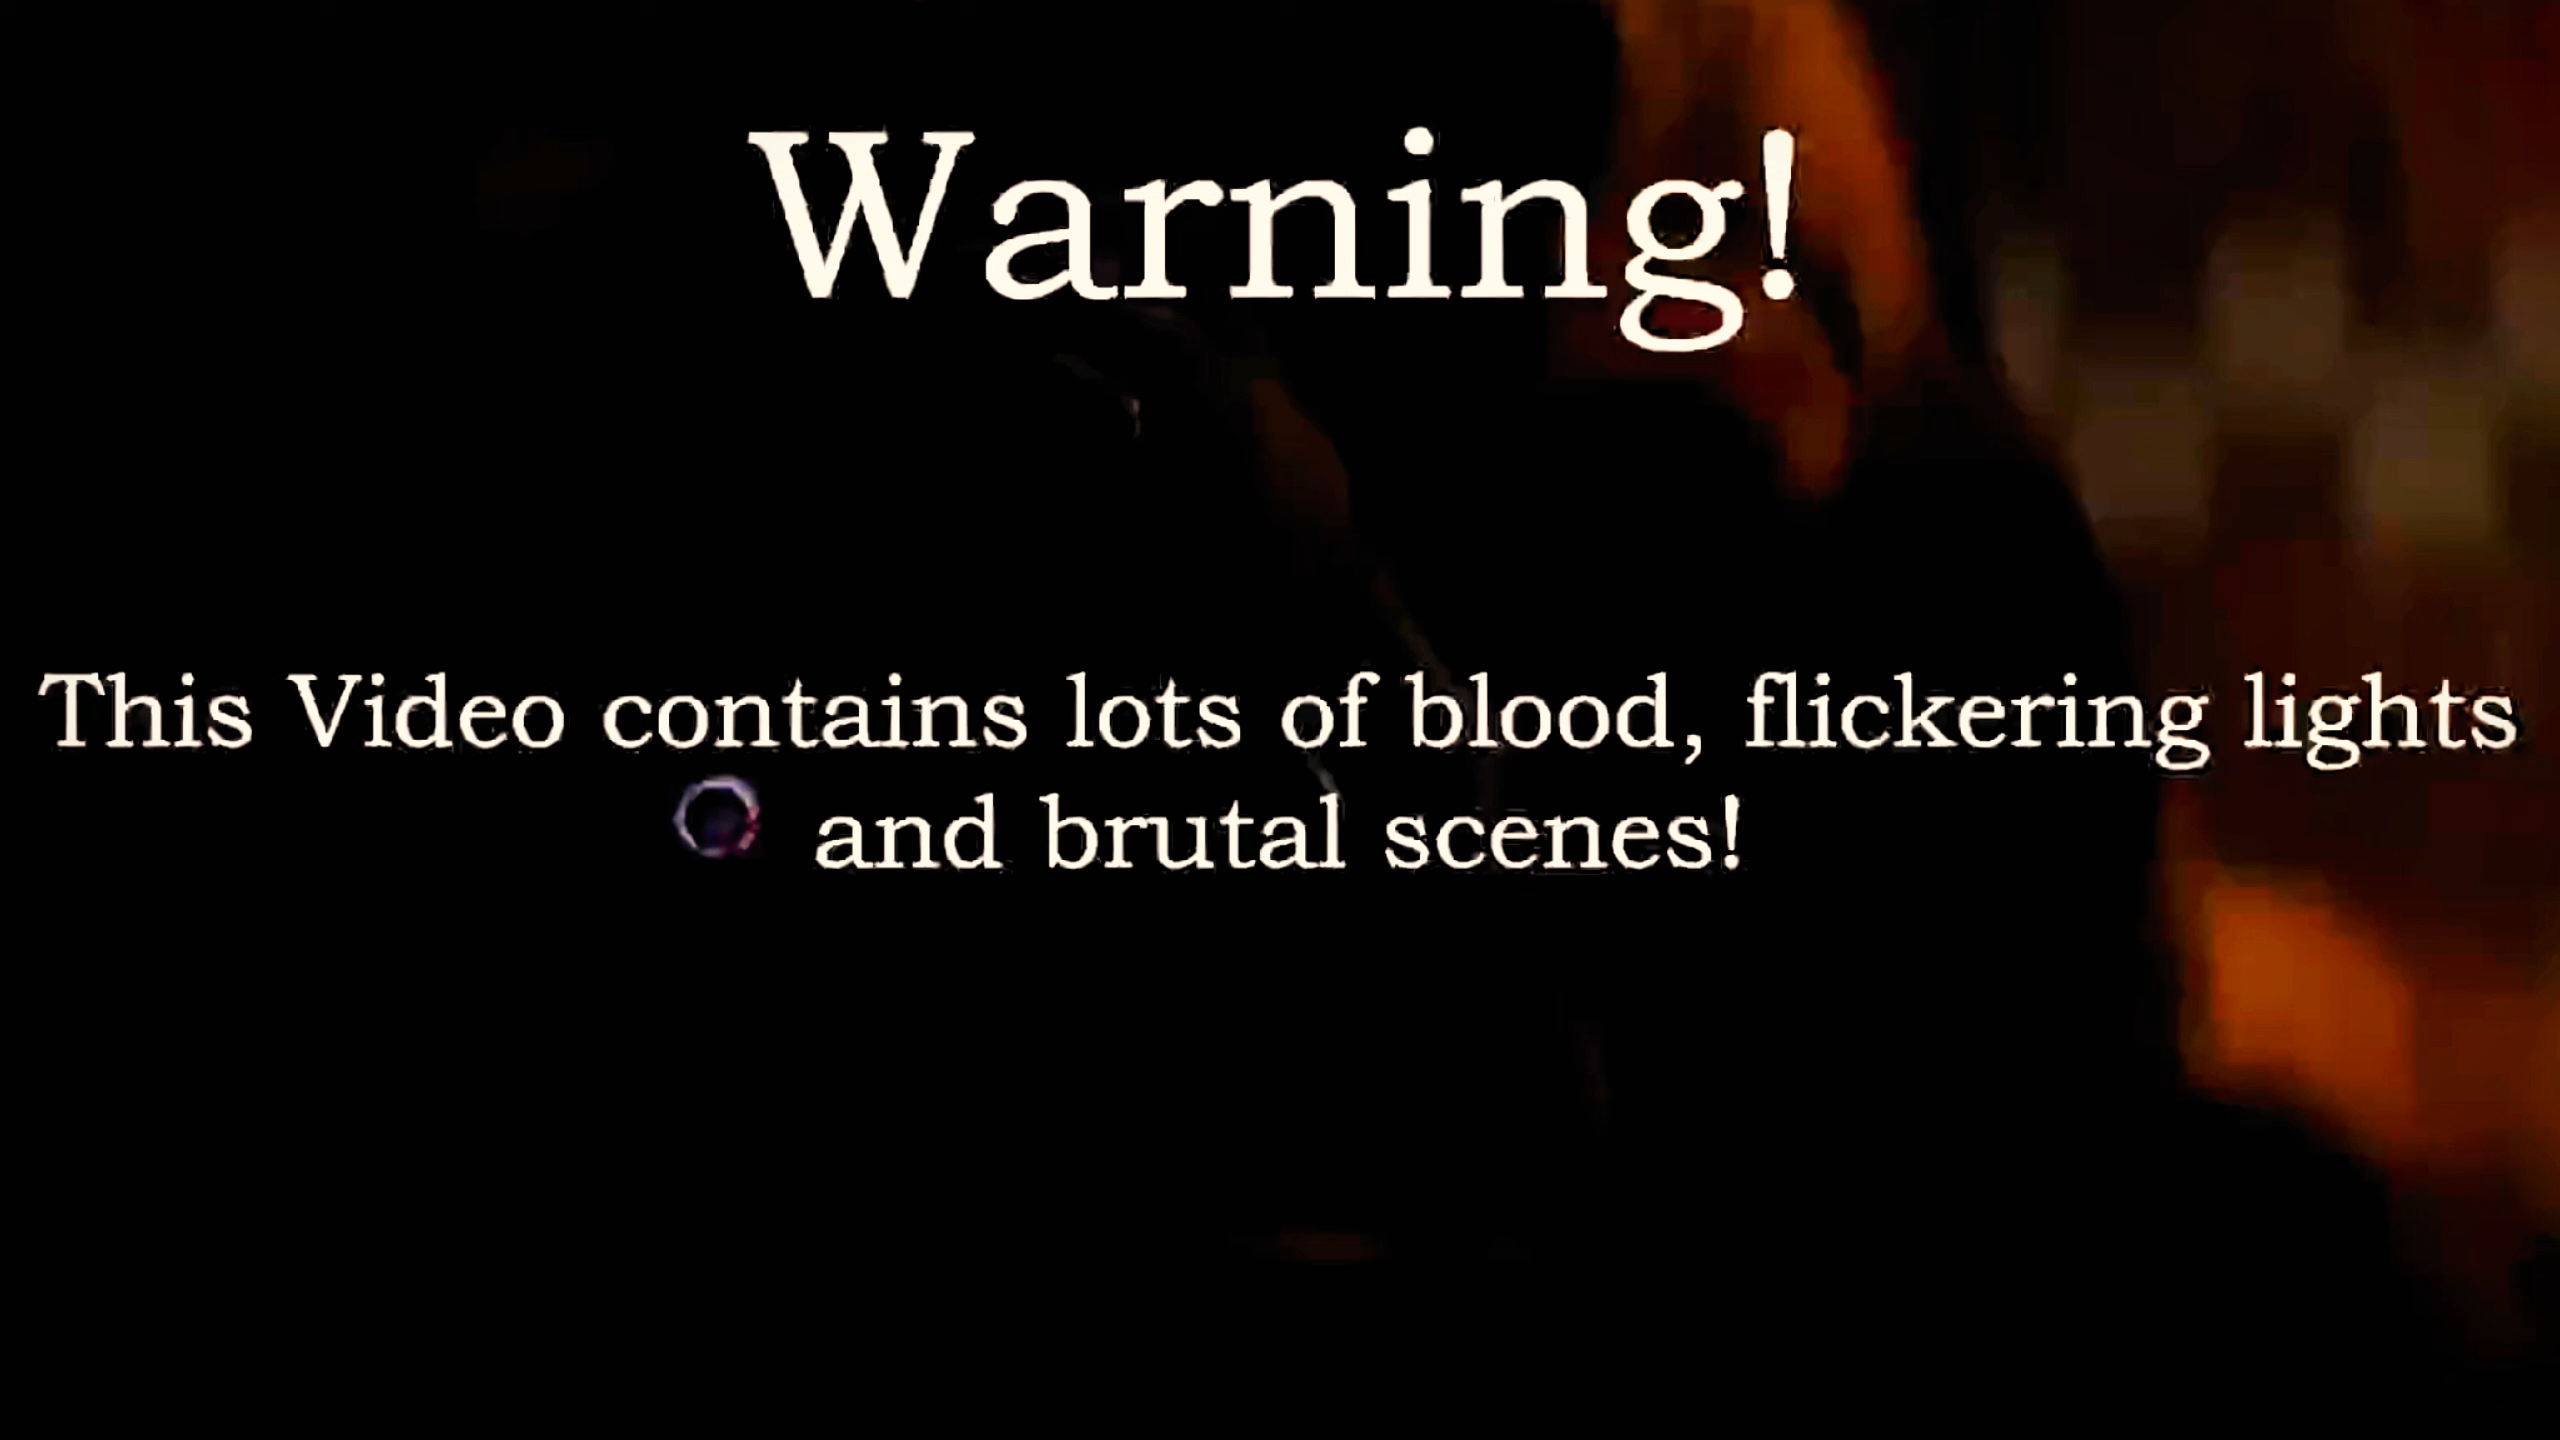 Warning!
This Video contains lots of blood, flickering lights
and brutal scenes!